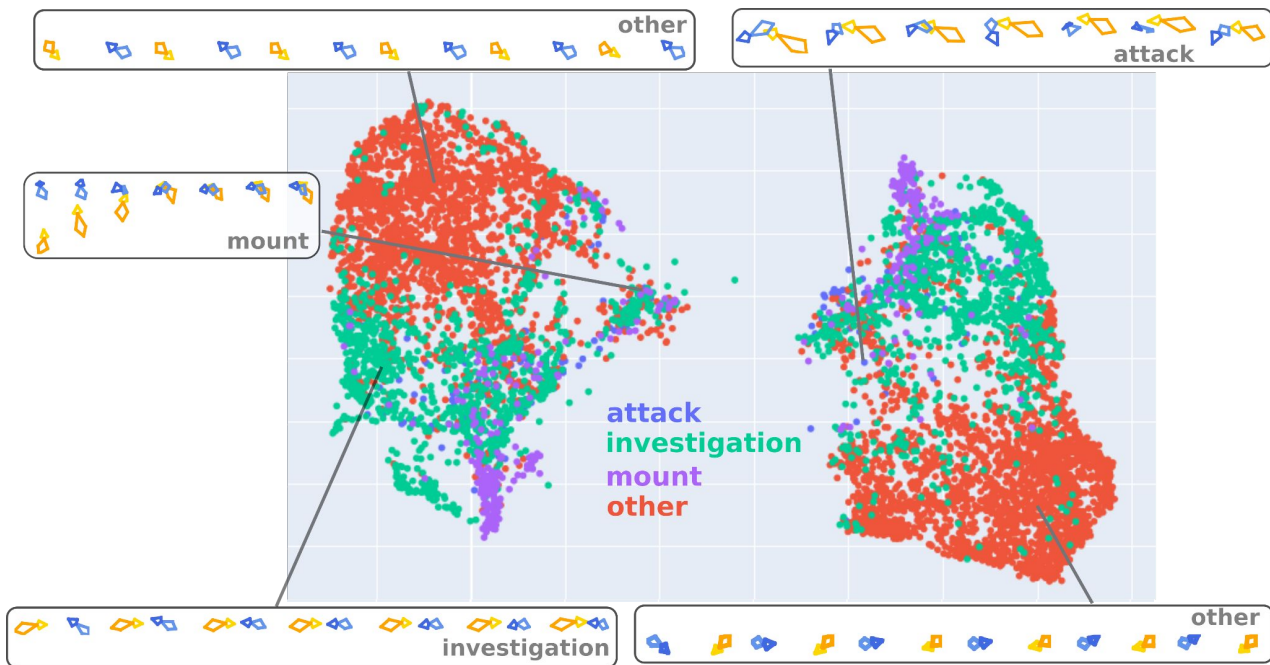 other
attack
mount
attack
investigation
mount
other
investigation
other